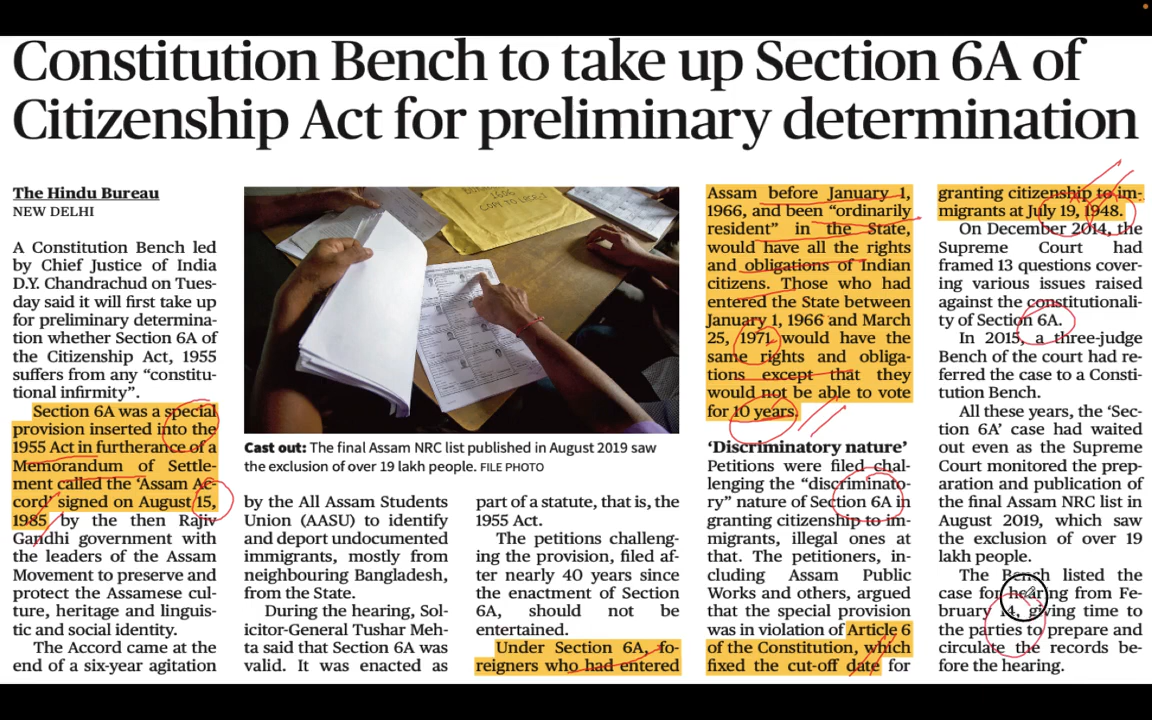 Constitution Bench to take up Section 6A of
Citizenship Act for preliminary determination
The Hindu Bureau
NEW DELHI
A Constitution Bench led
by Chief Justice of India
D.Y. Chandrachud on Tues-
day said it will first take up
for preliminary determina-
tion whether Section 6A of
the Citizenship Act, 1955
suffers from any “constitu-
tional infirmity”.
Section 6A was a special
provision inserted into the
1955 Act in furtherance of a
Memorandum of Settle-
ment called the ‘Assam Ac-
cord’ signed on August 15,
1985 by the then Rajiv
Gandhi government with
the leaders of the Assam
Movement to preserve and
protect the Assamese cul-
ture, heritage and linguis-
tic and social identity.
The Accord came at the
end of a six-year agitation
Cast out: The final Assam NRC list published in August 2019 saw
the exclusion of over 19 lakh people. FILE PHOTO
by the All Assam Students
Union (AASU) to identify
and deport undocumented
immigrants, mostly from
neighbouring Bangladesh,
from the State.
During the hearing, Sol-
icitor-General Tushar Meh-
ta said that Section 6A was
valid. It was enacted as
part of a statute, that is, the
1955 Act.
The petitions challeng-
ing the provision, filed af-
ter nearly 40 years since
the enactment of Section
6A, should not be
entertained.
Under Section 6A, fo-
reigners who had entered
Assam before January 1,
1966, and been “ordinarily
resident” in the State,
would have all the rights
and obligations of Indian
citizens. Those who had
entered the State between
January 1, 1966 and March
25, 1971 would have the
same rights and obliga-
tions except that they
would not be able to vote
for 10 years.
‘Discriminatory nature’
Petitions were filed chal-
lenging the “discriminato-
ry” nature of Section 6A in
granting citizenship to im-
migrants, illegal ones at
that. The petitioners, in-
cluding Assam Public
Works and others, argued
that the special provision
was in violation of Article 6
of the Constitution, which
fixed the cut-off date for
granting citizenship to im-
migrants at July 19, 1948.
On December 2014, the
Supreme Court had
framed 13 questions cover-
ing various issues raised
against the constitutionali-
ty of Section 6A.
In 2015, a three-judge
Bench of the court had re-
ferred the case to a Consti-
tution Bench.
All these years, the ‘Sec-
tion 6A’ case had waited
out even as the Supreme
Court monitored the prep-
aration and publication of
the final Assam NRC list in
August 2019, which saw
the exclusion of over 19
lakh people.
The Bench listed the
case for hearing from Fe-
bruary 14, giving time to
the parties to prepare and
circulate the records be-
fore the hearing.